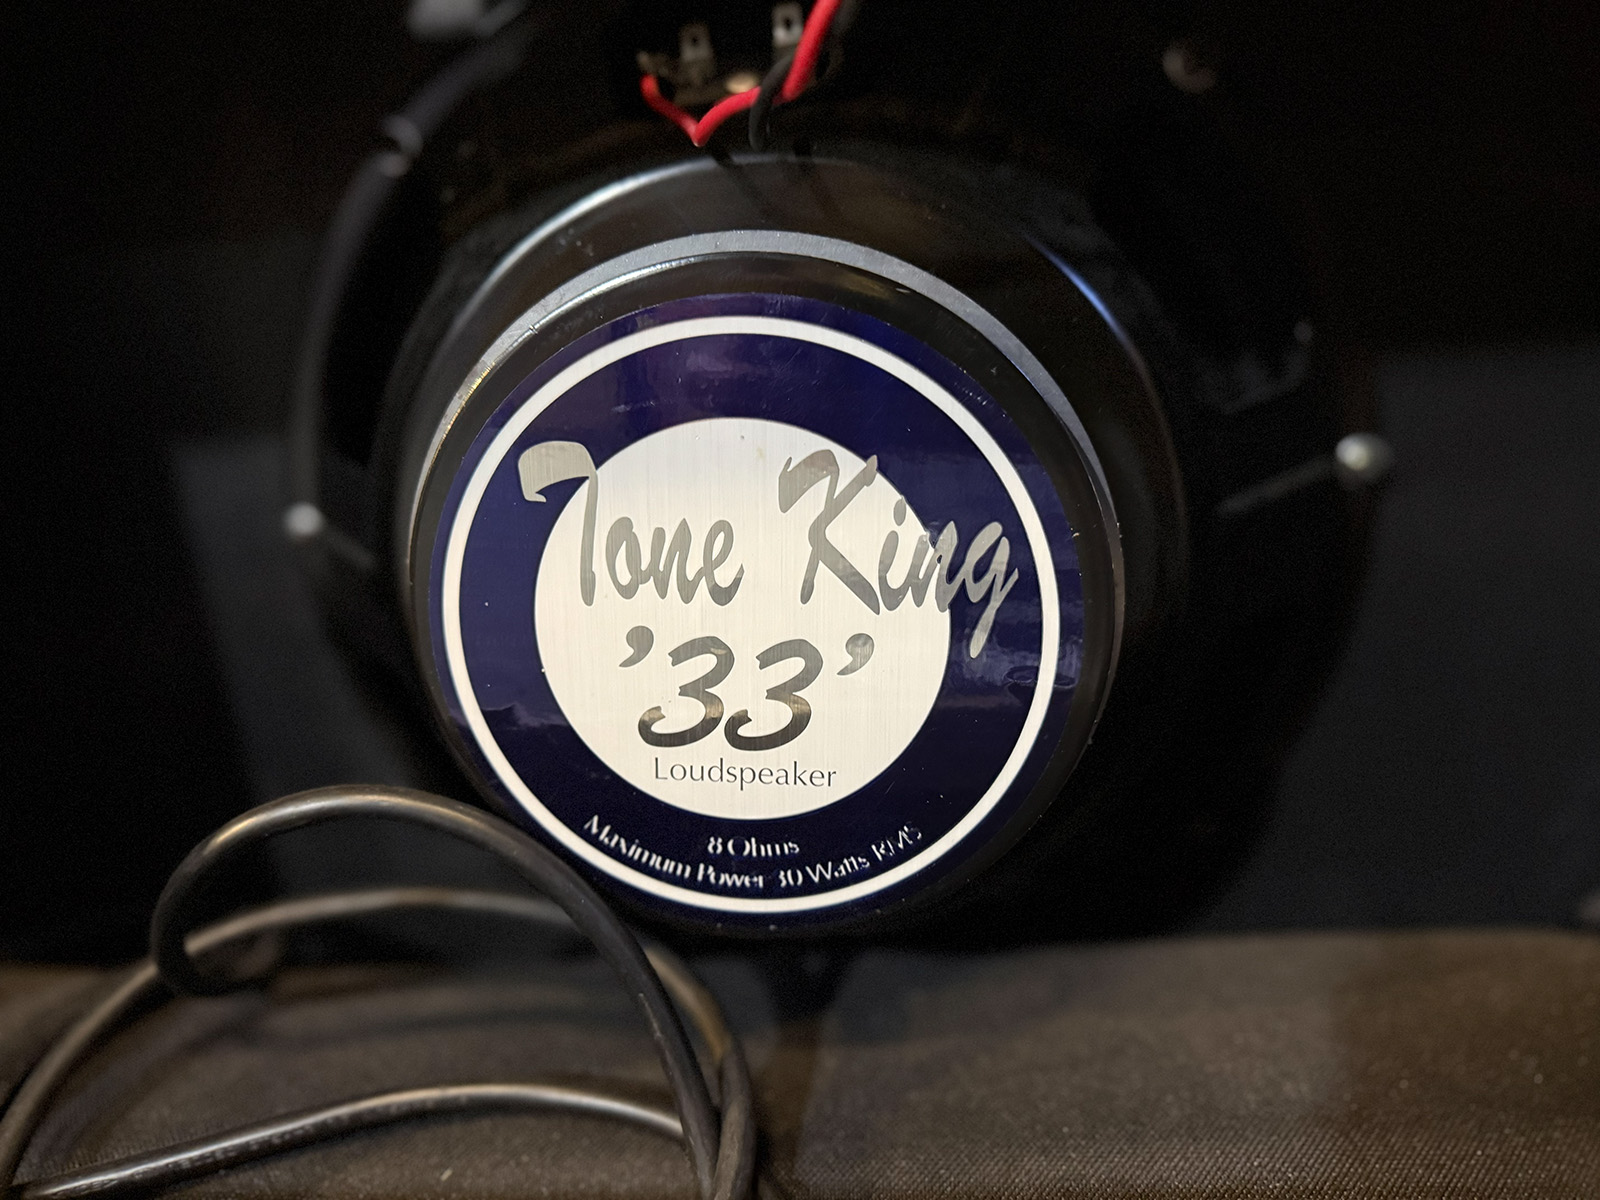 Tone King
'33'
Loudspeaker
8 Ohms
Maximum Power 30 Watts RMS